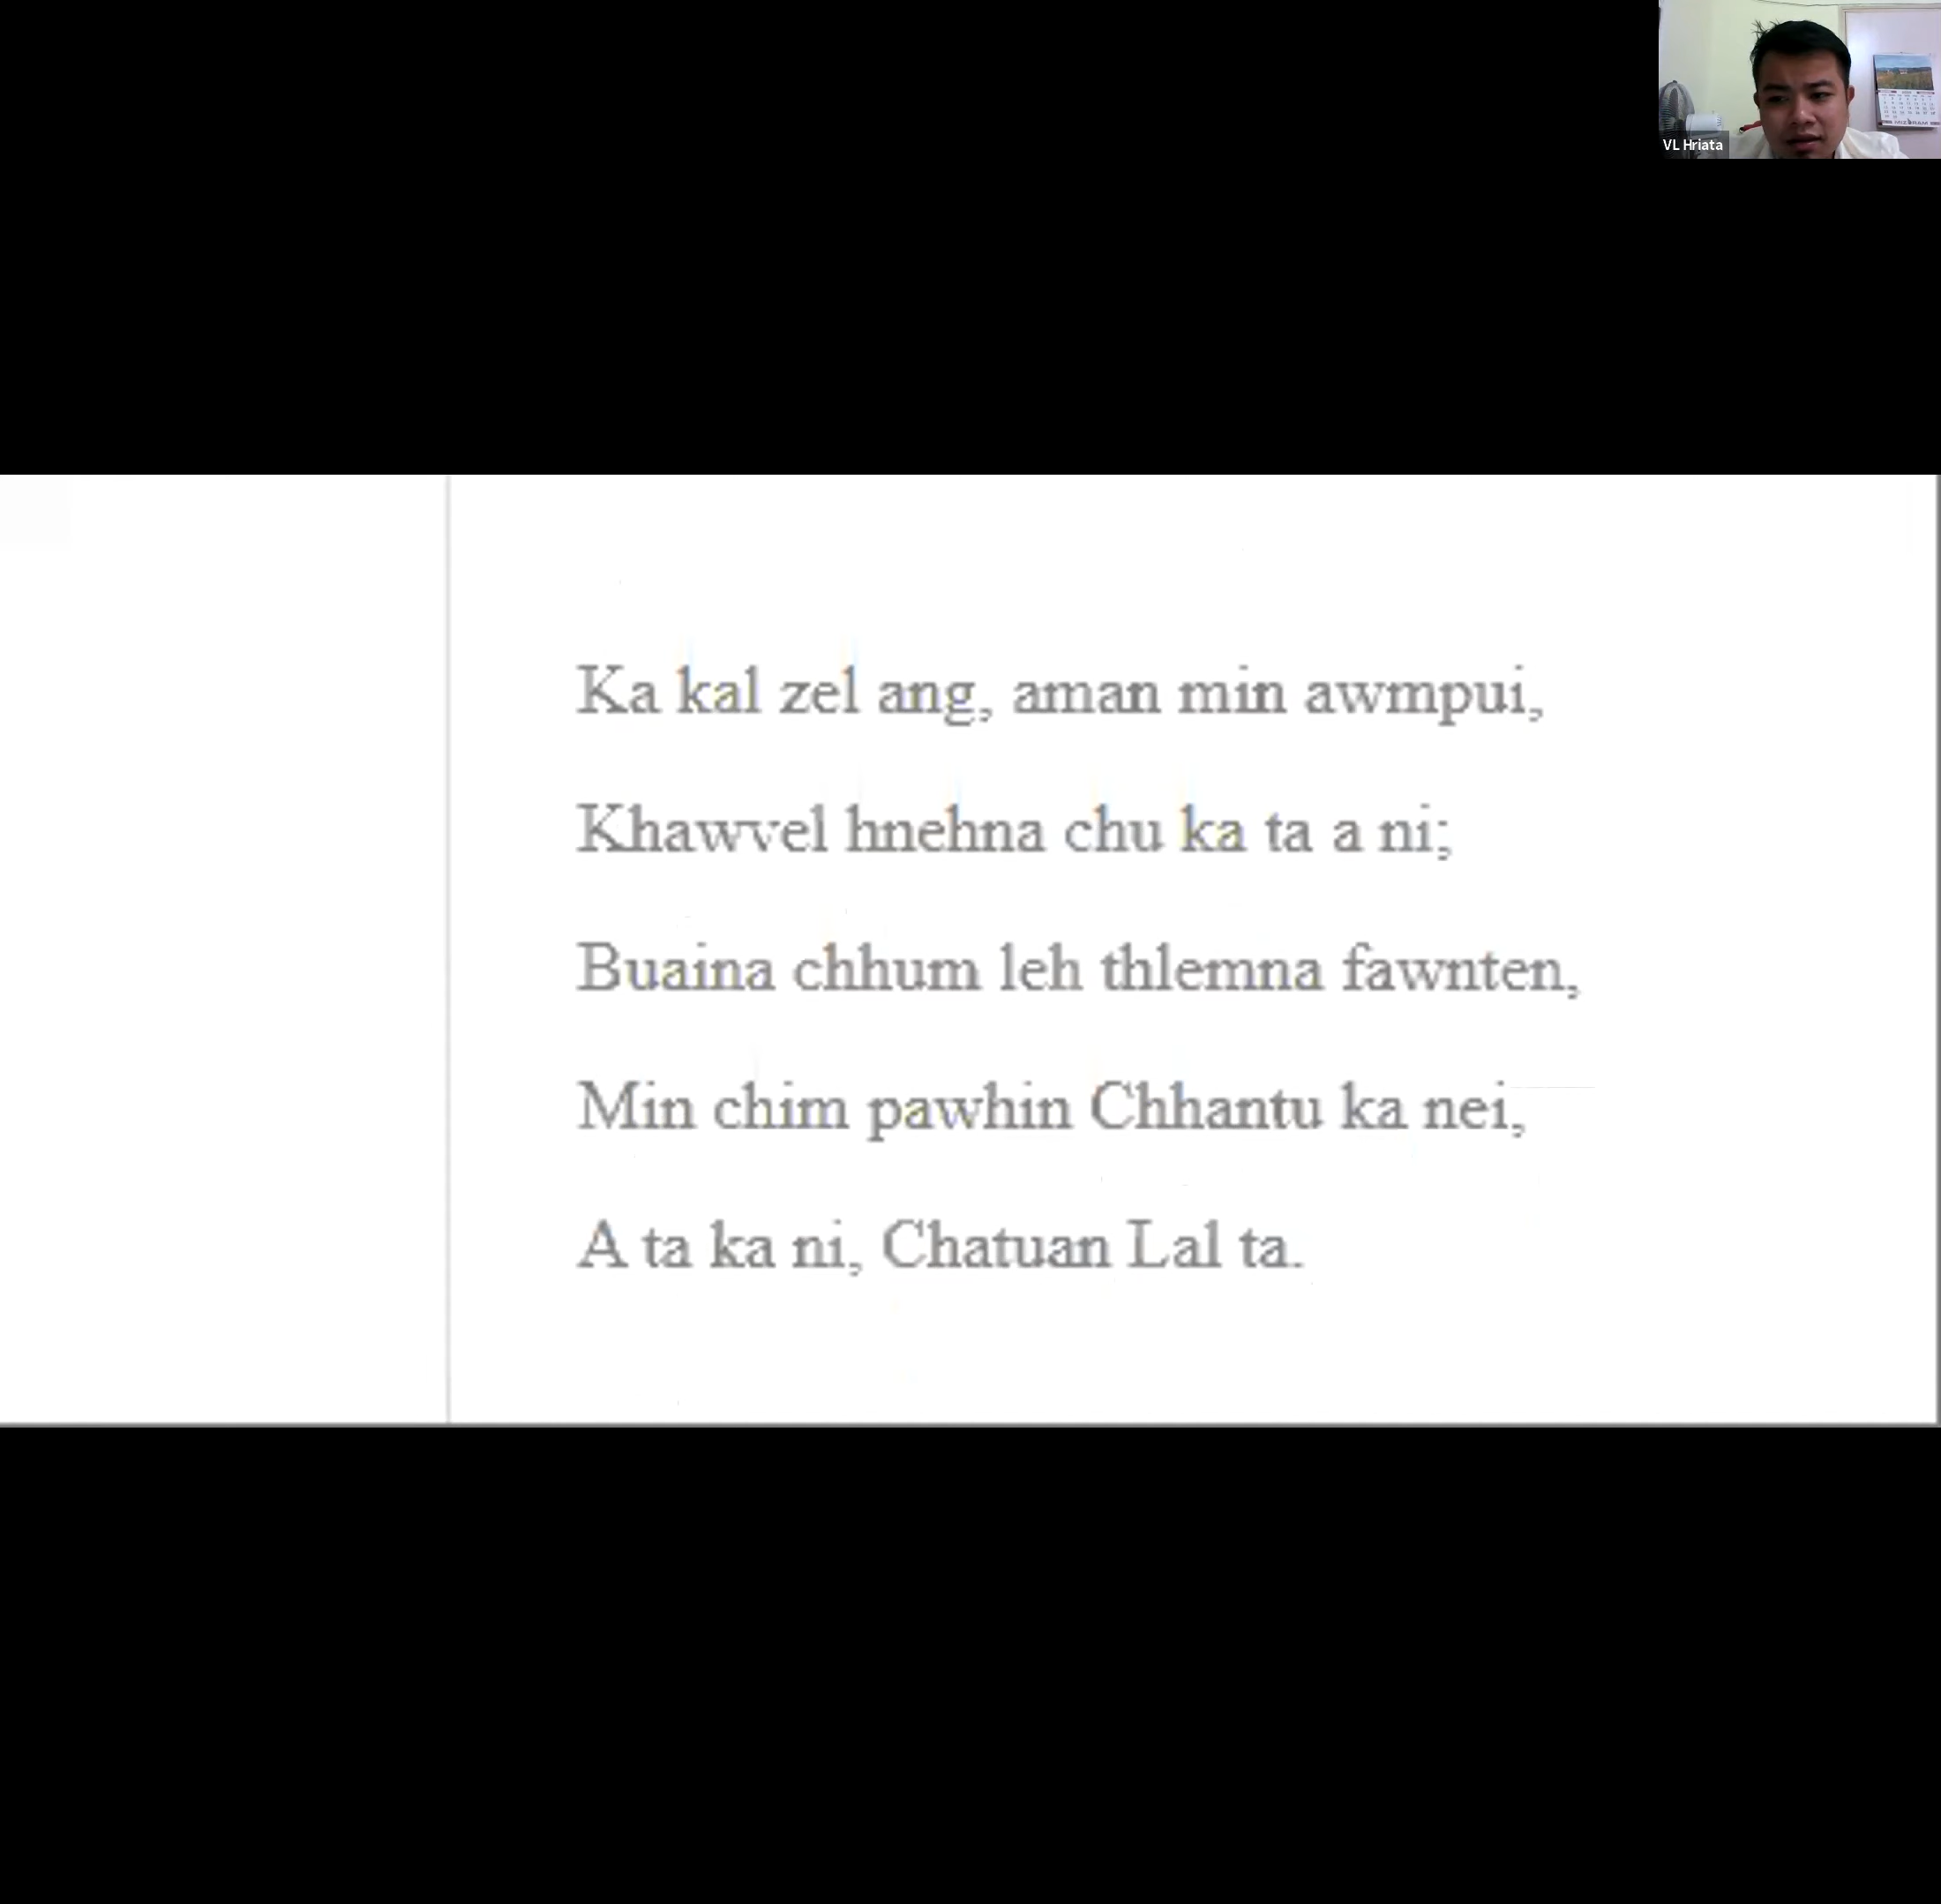 VL Hriata
MIZORAM
Ka kal zel ang, aman min awmpui,
Khawvel hnehna chu ka ta a ni;
Buaina chhum leh thlemna fawnten,
Min chim pawhin Chhantu ka nei,
A ta ka ni, Chatuan Lal ta.